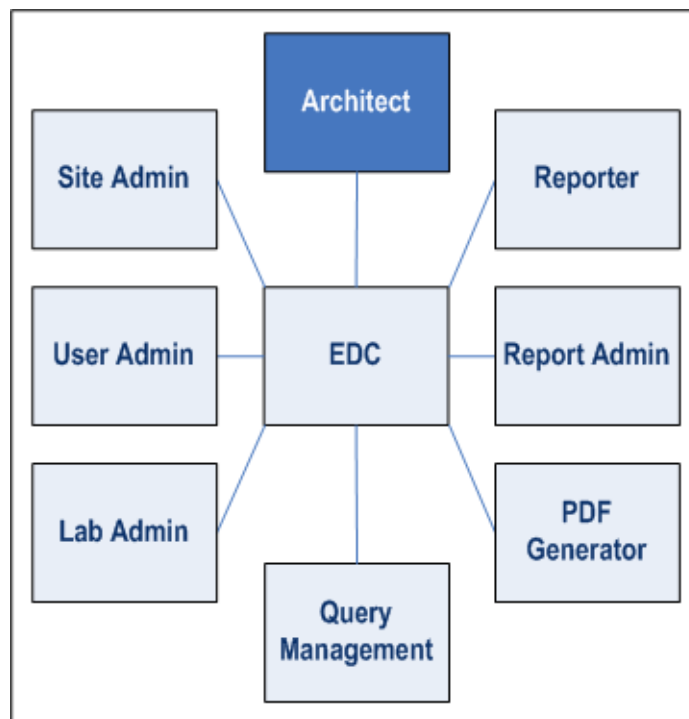 Architect
Site Admin
Reporter
User Admin
EDC
Report Admin
Lab Admin
PDF
Generator
Query
Management